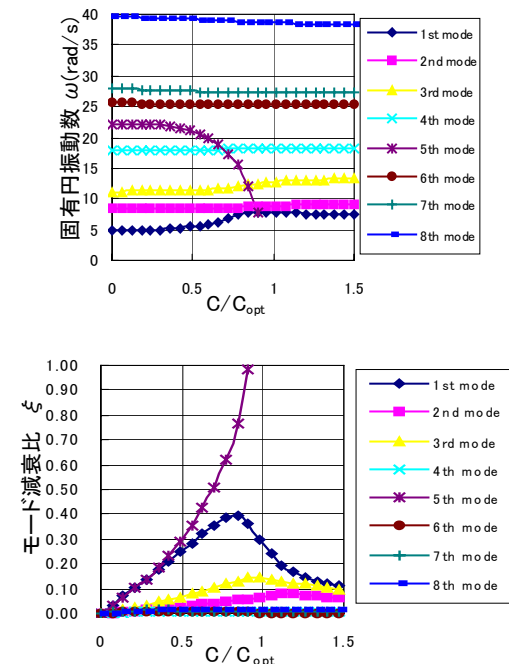 固有円振動数 ω(rad/s)
40
35
30
25
20
15
10
5
0
0
0.5
1
1.5
C/Copt
1st mode
2nd mode
3rd mode
4th mode
5th mode
6th mode
7th mode
8th mode
モード減衰比 ξ
1.00
0.90
0.80
0.70
0.60
0.50
0.40
0.30
0.20
0.10
0.00
0.0
0.5
1
1.5
C/Copt
1st mode
2nd mode
3rd mode
4th mode
5th mode
6th mode
7th mode
8th mode